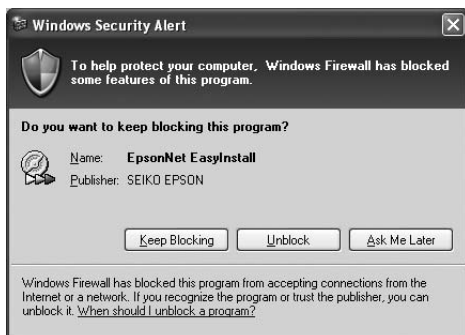 Windows Security Alert
To help protect your computer, Windows Firewall has blocked
some features of this program.
Do you want to keep blocking this program?
Name: EpsonNet EasyInstall
Publisher: SEIKO EPSON
Keep Blocking Unblock Ask Me Later
Windows Firewall has blocked this program from accepting connections from the
Internet or a network. If you recognize the program or trust the publisher, you can
unblock it. When should I unblock a program?